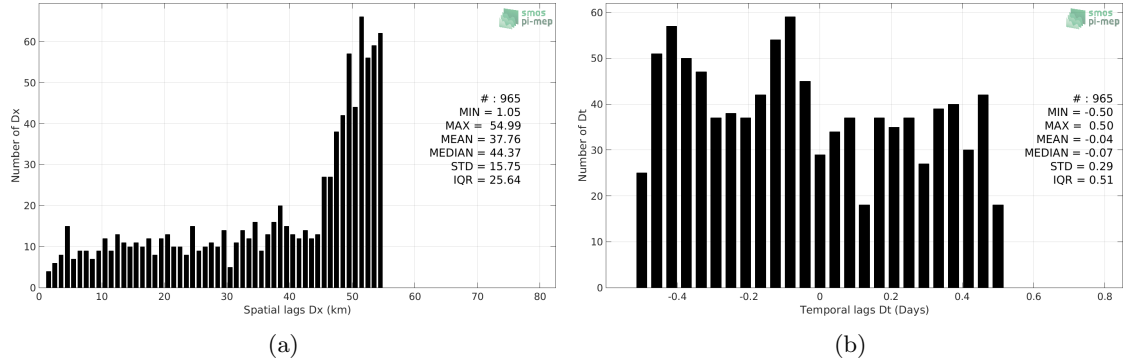 smos
pi-mep
60
50
40
30
20
10
0
Number of Dx
# : 965
MIN = 1.05
MAX = 54.99
MEAN = 37.76
MEDIAN = 44.37
STD = 15.75
IQR = 25.64
0 10 20 30 40 50 60 70 80
Spatial lags Dx (km)
(a)
smos
pi-mep
60
50
40
30
20
10
0
Number of Dt
# : 965
MIN = -0.50
MAX = 0.50
MEAN = -0.04
MEDIAN = -0.07
STD = 0.29
IQR = 0.51
-0.4 -0.2 0 0.2 0.4 0.6 0.8
Temporal lags Dt (Days)
(b)